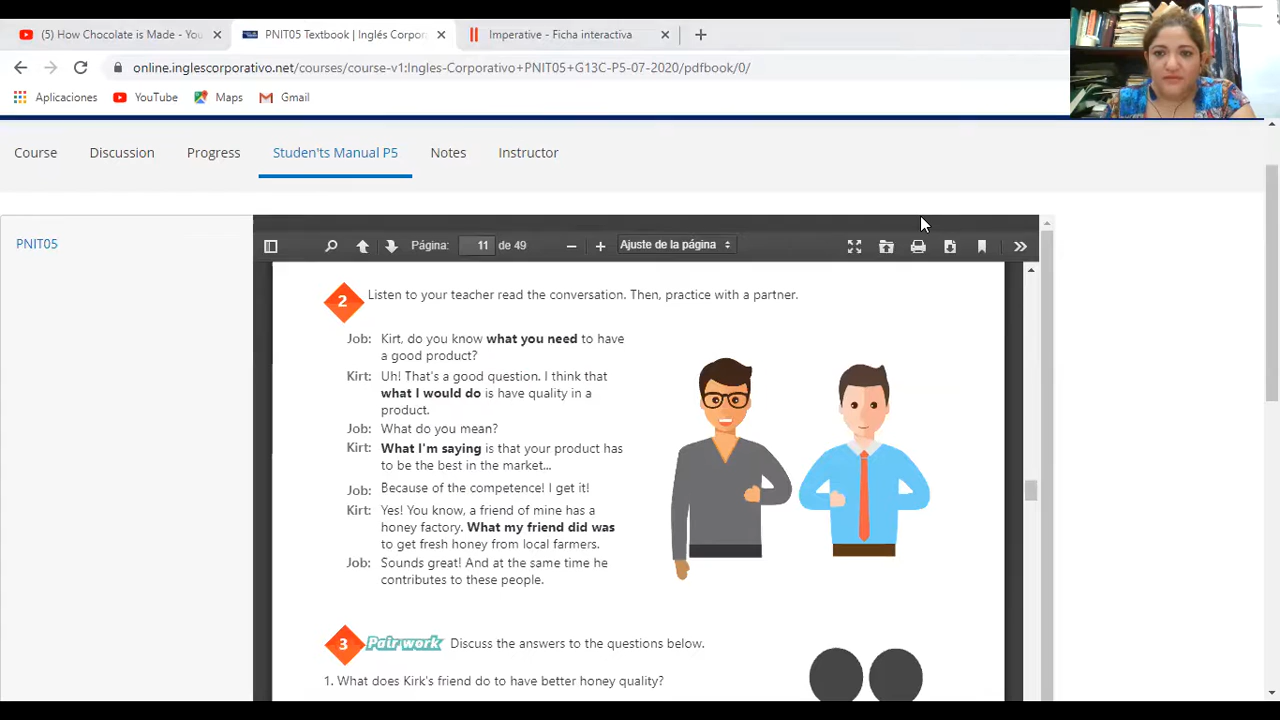 (5) How Chocolate is Made - You
PNIT05 Textbook | Inglés Corpo
Imperative - Ficha interactiva
online.inglescorporativo.net/courses/course-v1:Ingles-Corporativo+PNIT05+G13C-P5-07-2020/pdfbook/0/
Aplicaciones YouTube Maps Gmail
Course Discussion Progress Studen'ts Manual P5 Notes Instructor
PNIT05
Página: 11 de 49 Ajuste de la página
2 Listen to your teacher read the conversation. Then, practice with a partner.
Job: Kirt, do you know what you need to have
a good product?
Kirt: Uh! That's a good question. I think that
what I would do is have quality in a
product.
Job: What do you mean?
Kirt: What I'm saying is that your product has
to be the best in the market...
Job: Because of the competence! I get it!
Kirt: Yes! You know, a friend of mine has a
honey factory. What my friend did was
to get fresh honey from local farmers.
Job: Sounds great! And at the same time he
contributes to these people.
3 Pair work Discuss the answers to the questions below.
1. What does Kirk's friend do to have better honey quality?